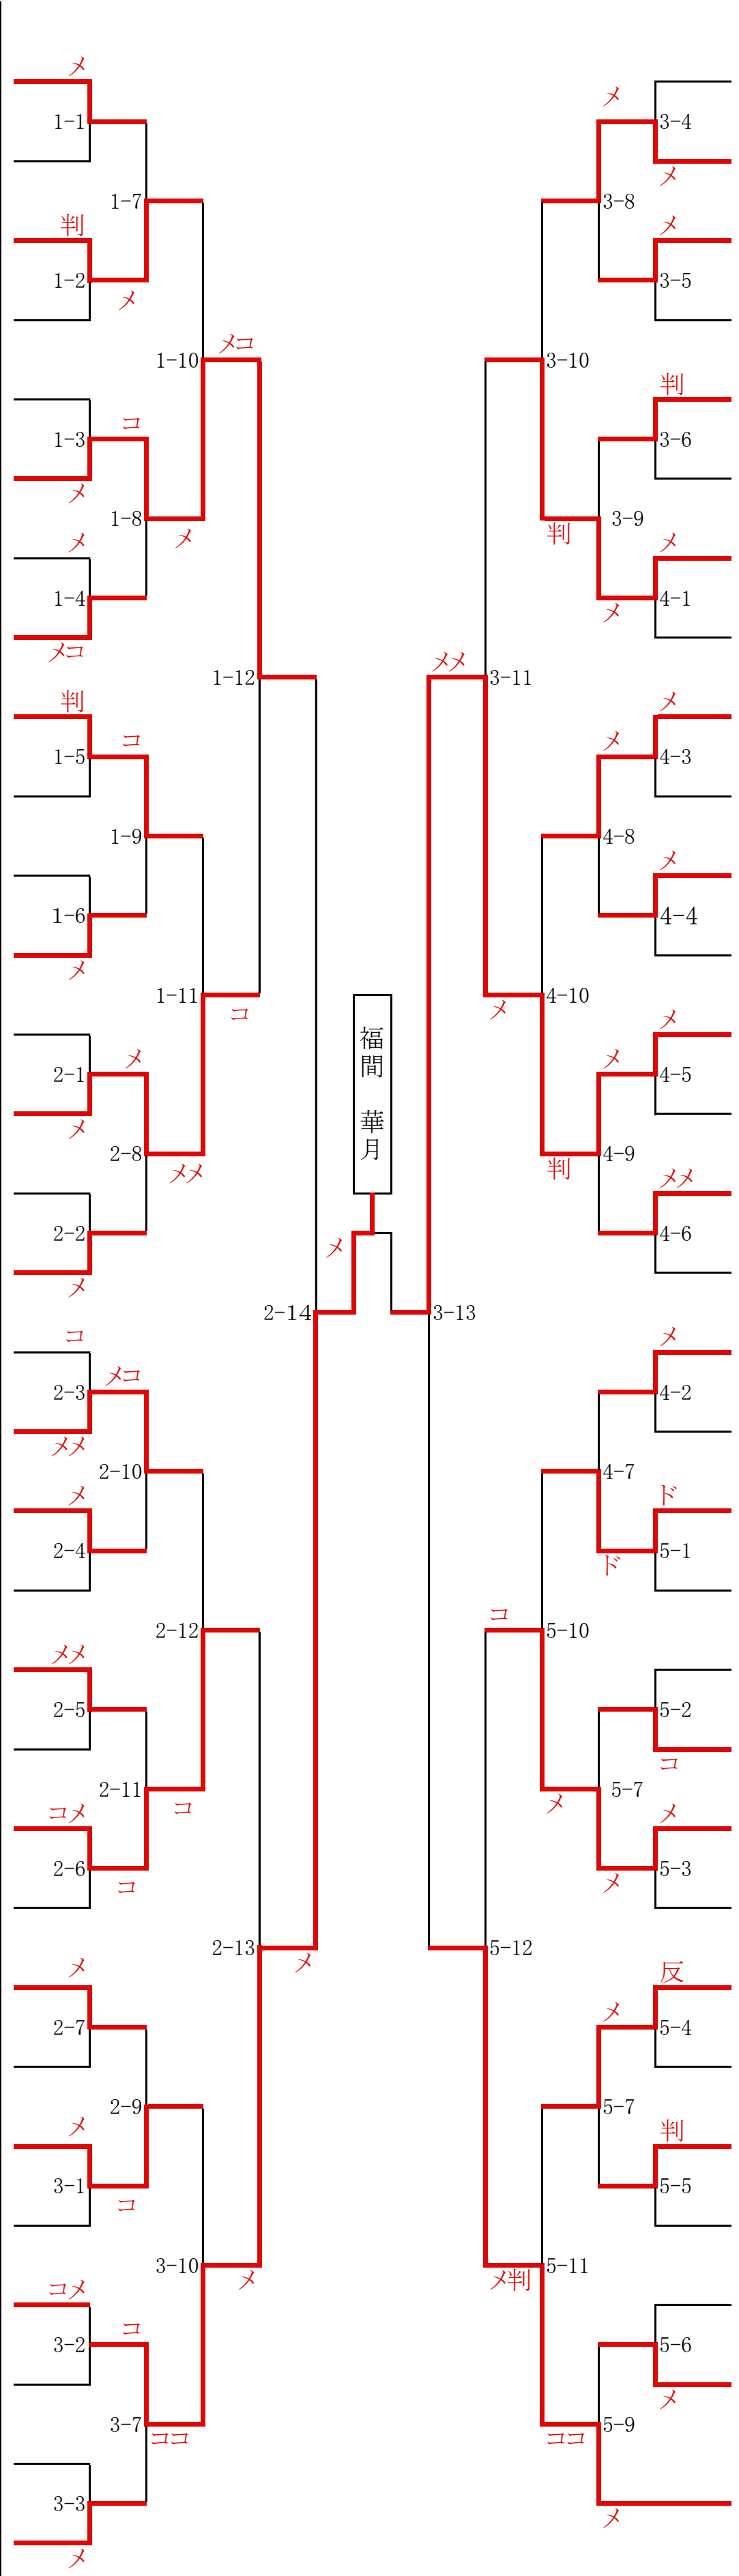 メ
メ
1-1
3-4
メ
1-7
3-8
判
メ
1-2
3-5
メ
メコ
1-10
3-10
判
コ
1-3
3-6
メ
1-8
3-9
メ
判
メ
メ
1-4
4-1
メ
メコ
メメ
1-12
3-11
判
メ
コ
メ
1-5
4-3
1-9
4-8
メ
1-6
4-4
メ
1-11
4-10
コ
メ
メ
福間 華月
メ
メ
2-1
4-5
メ
2-8
4-9
メメ
判
メメ
2-2
4-6
メ
メ
2-14
3-13
コ
メ
メコ
2-3
4-2
メメ
2-10
4-7
メ
ド
2-4
5-1
ド
コ
2-12
5-10
メメ
2-5
5-2
コ
2-11
5-7
コ
メ
コメ
メ
2-6
5-3
コ
メ
2-13
5-12
メ
メ
反
メ
2-7
5-4
2-9
5-7
メ
判
3-1
5-5
コ
3-10
5-11
メ
メ判
コメ
コ
3-2
5-6
メ
3-7
5-9
ココ
ココ
3-3
メ
メ